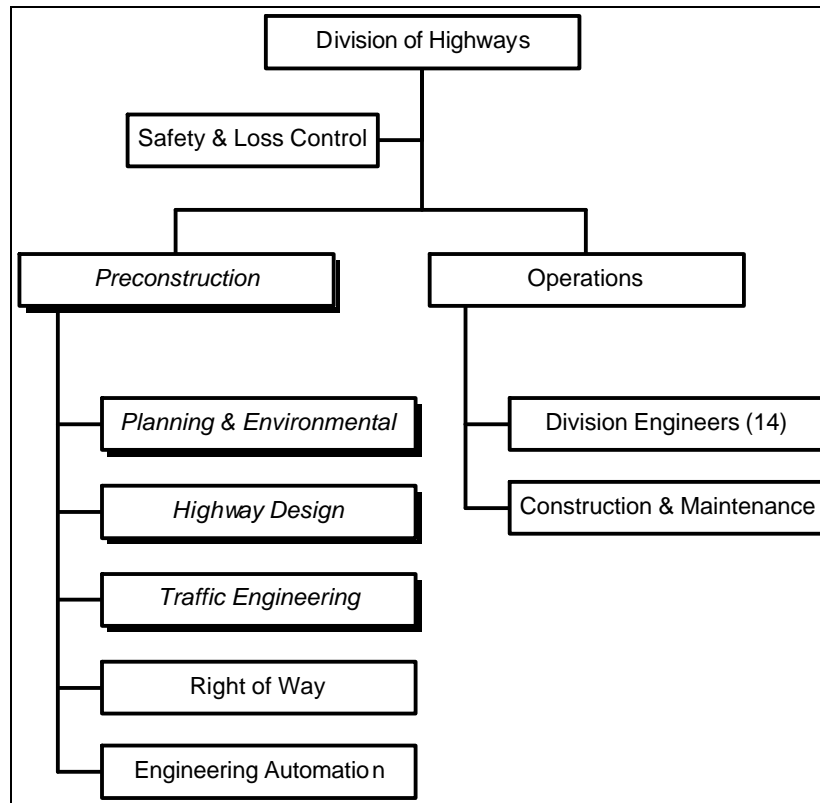 Division of Highways
Safety & Loss Control
Preconstruction
Operations
Planning & Environmental
Division Engineers (14)
Highway Design
Construction & Maintenance
Traffic Engineering
Right of Way
Engineering Automation